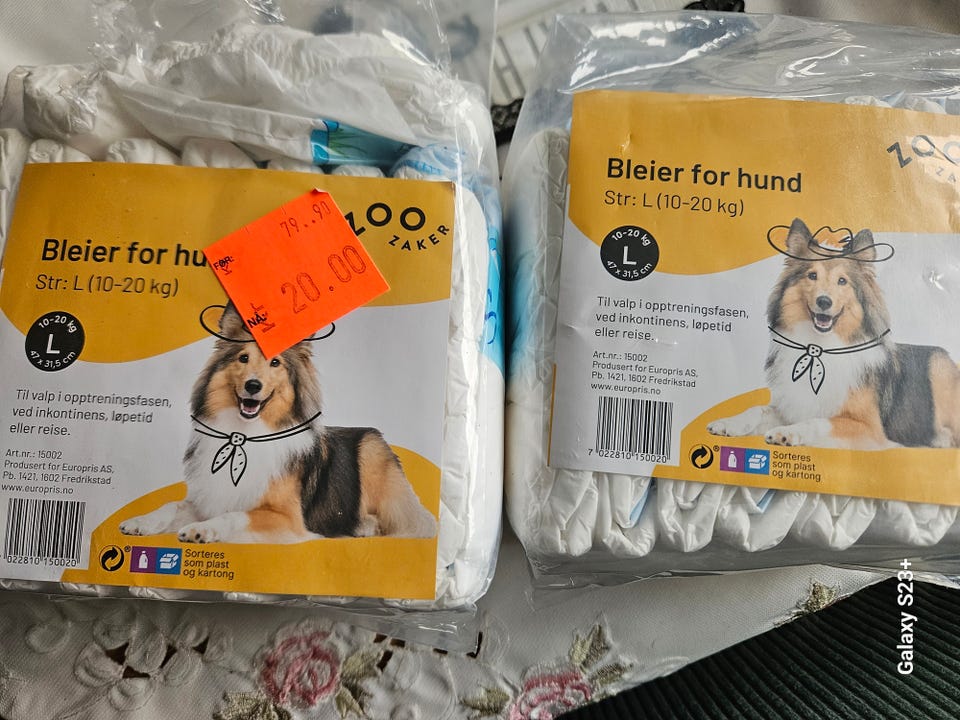 79..90
FØR:
20.00
NÅ:
ZOO
ZAKER
Bleier for hu
Str: L (10-20 kg)
10-20 kg
L
47 x 31,5 cm
Til valp i opptreningsfasen,
ved inkontinens, løpetid
eller reise.
Art.nr.: 15002
Produsert for Europris AS,
Pb. 1421, 1602 Fredrikstad
www.europris.no
022810 150020
Sorteres
som plast
og kartong
ZOO
ZA
Bleier for hund
Str: L (10-20 kg)
10-20 kg
L
47 x 31,5 cm
Til valp i opptreningsfasen,
ved inkontinens, løpetid
eller reise.
Art.nr.: 15002
Produsert for Europris AS,
Pb. 1421, 1602 Fredrikstad
www.europris.no
7 022810 150020
Sorteres
som plast
og kartong
Galaxy S23+